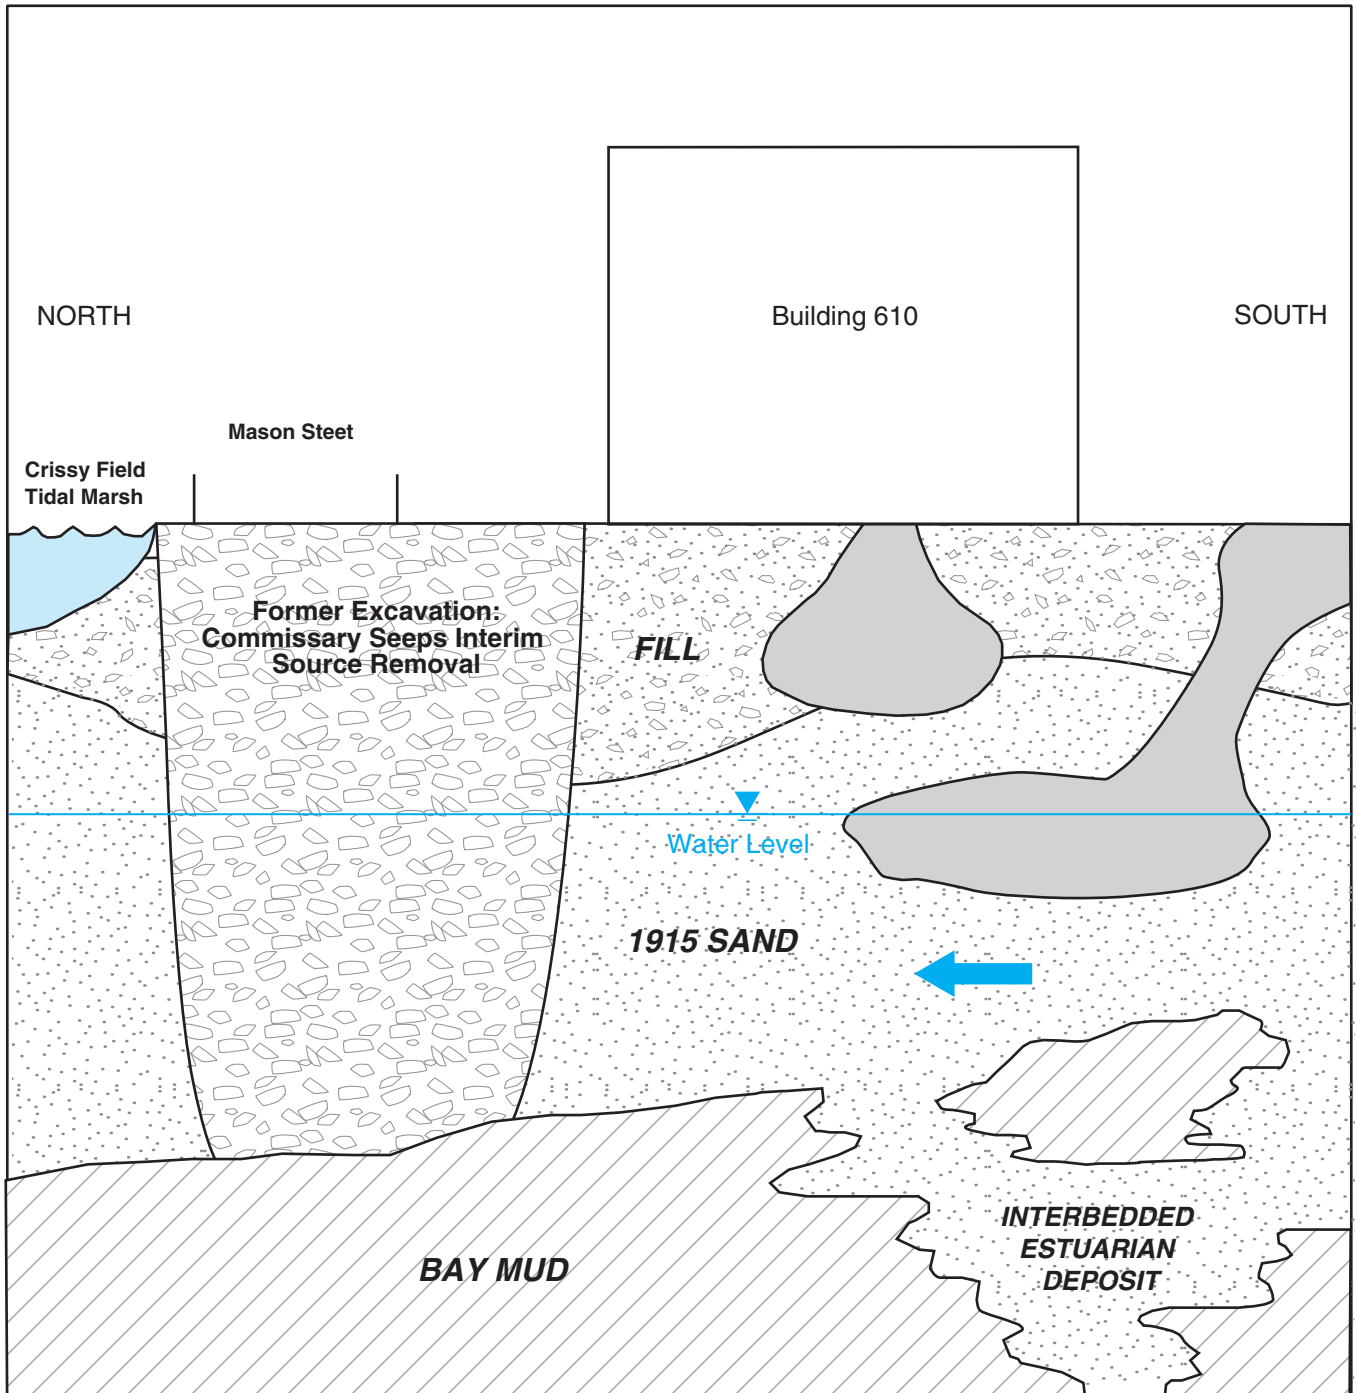 NORTH
Building 610
SOUTH
Mason Steet
Crissy Field
Tidal Marsh
Former Excavation:
Commissary Seeps Interim
Source Removal
FILL
Water Level
1915 SAND
INTERBEDDED
ESTUARIAN
DEPOSIT
BAY MUD